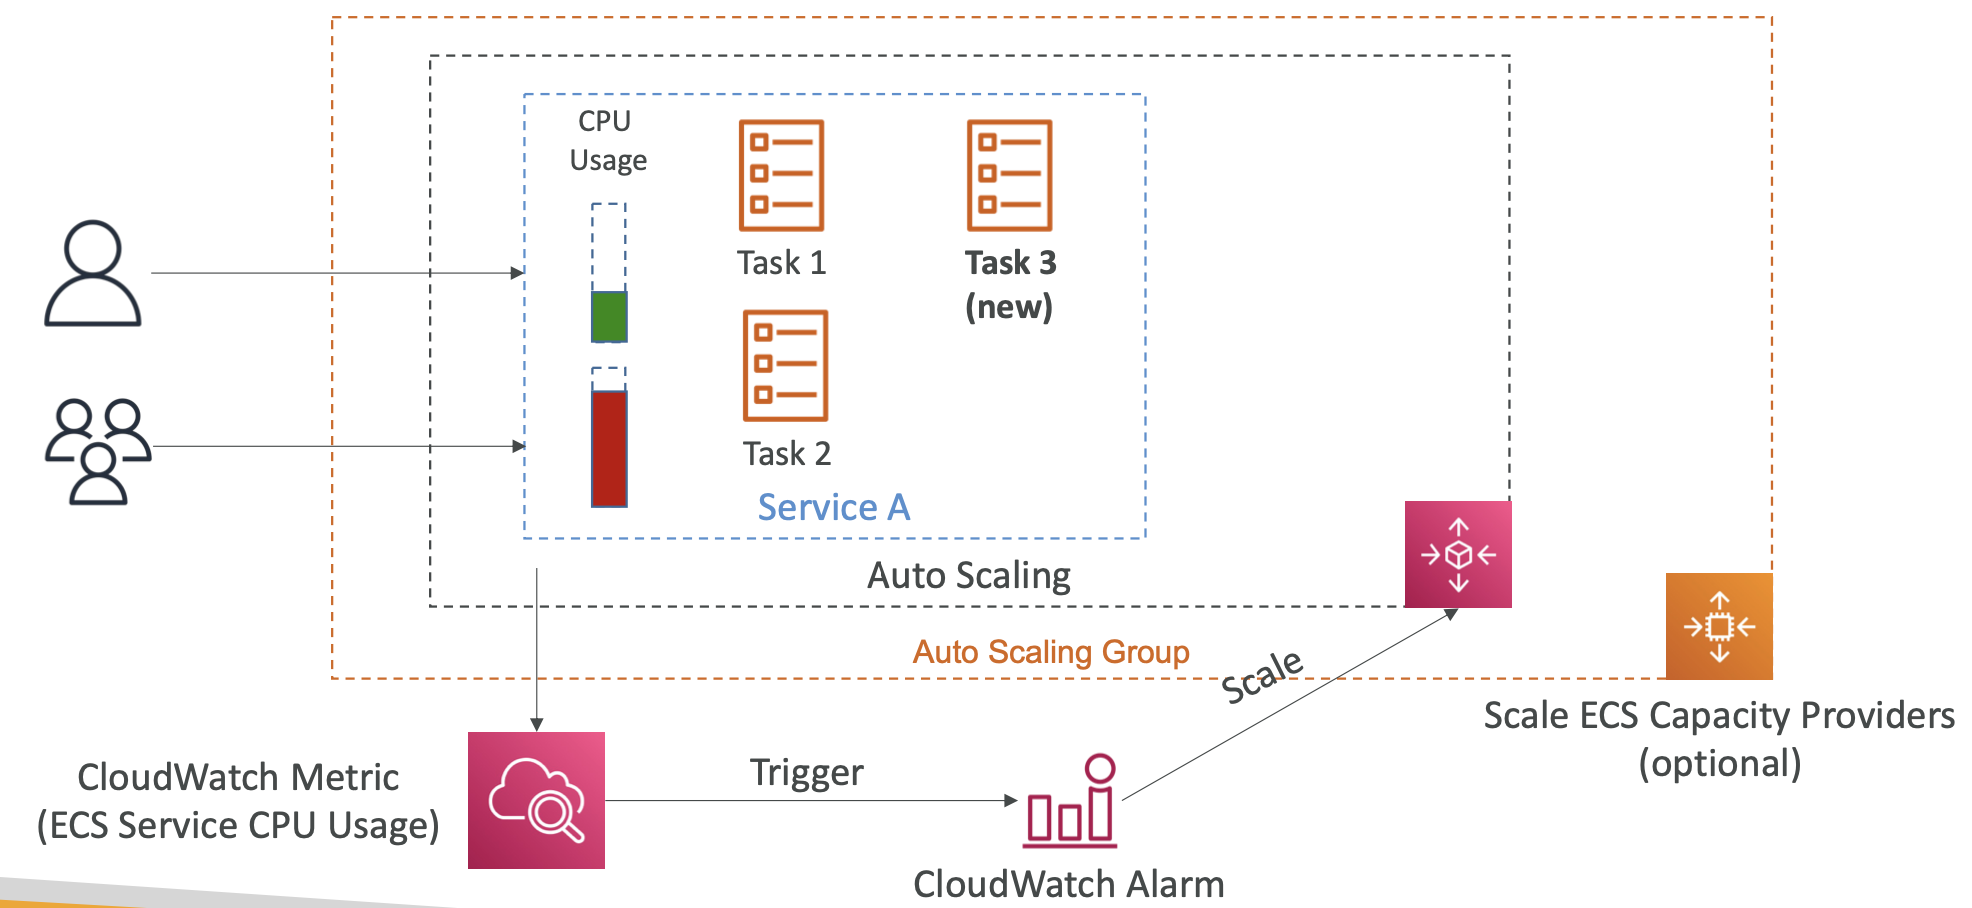 CPU
Usage
Task 1
Task 3
(new)
Task 2
Service A
Auto Scaling
Auto Scaling Group
Scale
Scale ECS Capacity Providers
(optional)
CloudWatch Metric
(ECS Service CPU Usage)
Trigger
CloudWatch Alarm